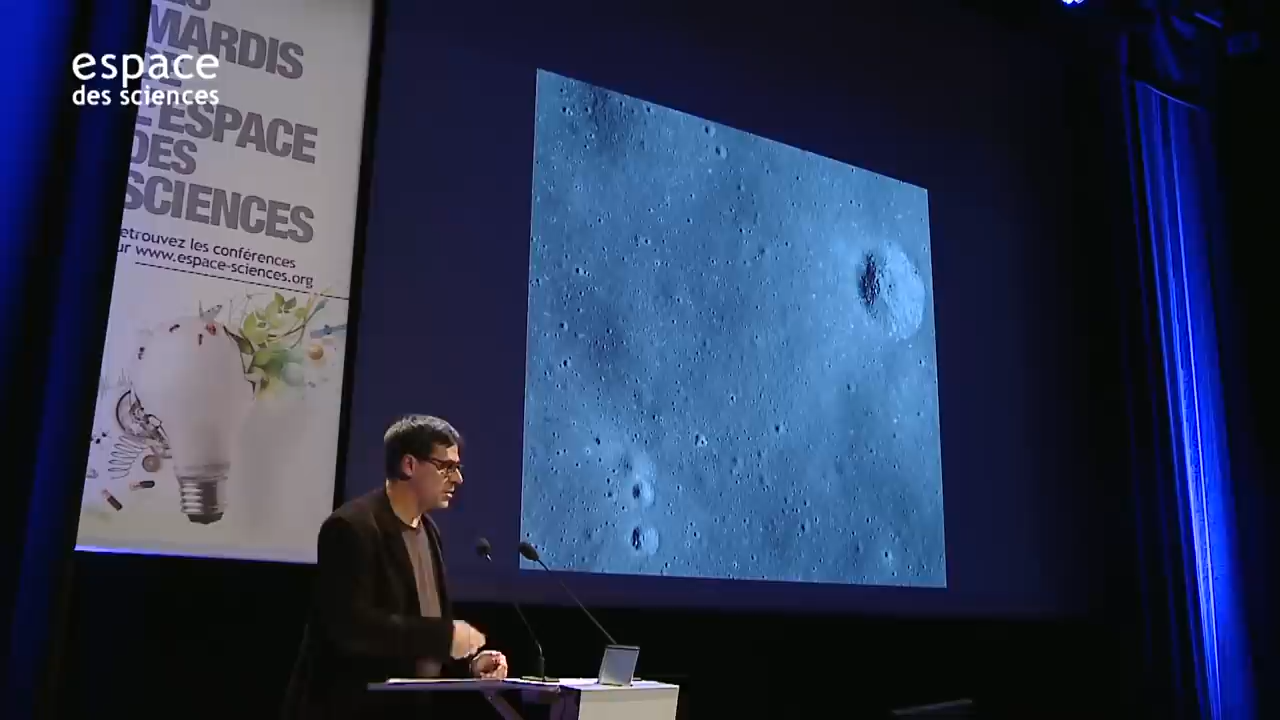 espace
des sciences
MARDIS
L'ESPACE
DES
SCIENCES
etrouvez les conférences
ur www.espace-sciences.org